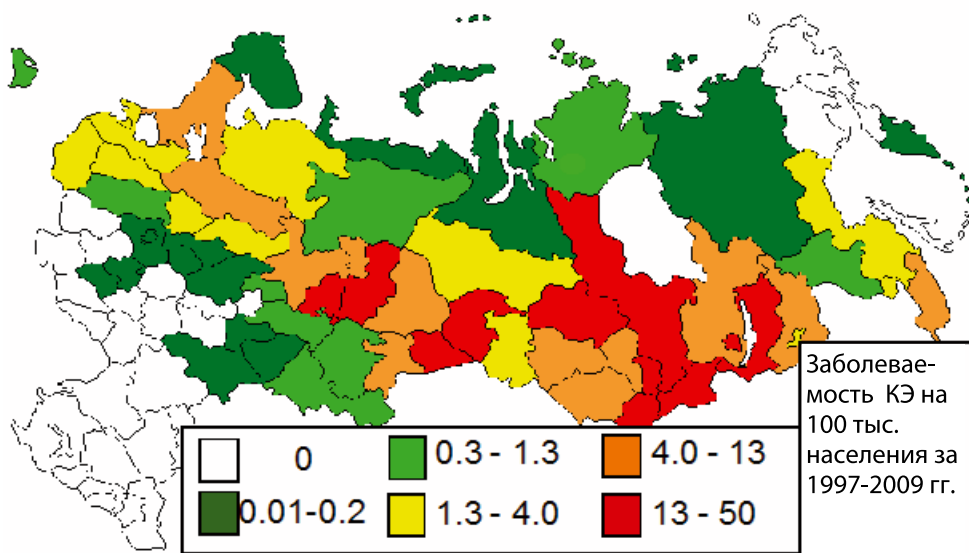 Заболевае-
мость КЭ на
100 тыс.
населения за
1997-2009 гг.
0
0.3 - 1.3
4.0 - 13
0.01-0.2
1.3 - 4.0
13 - 50